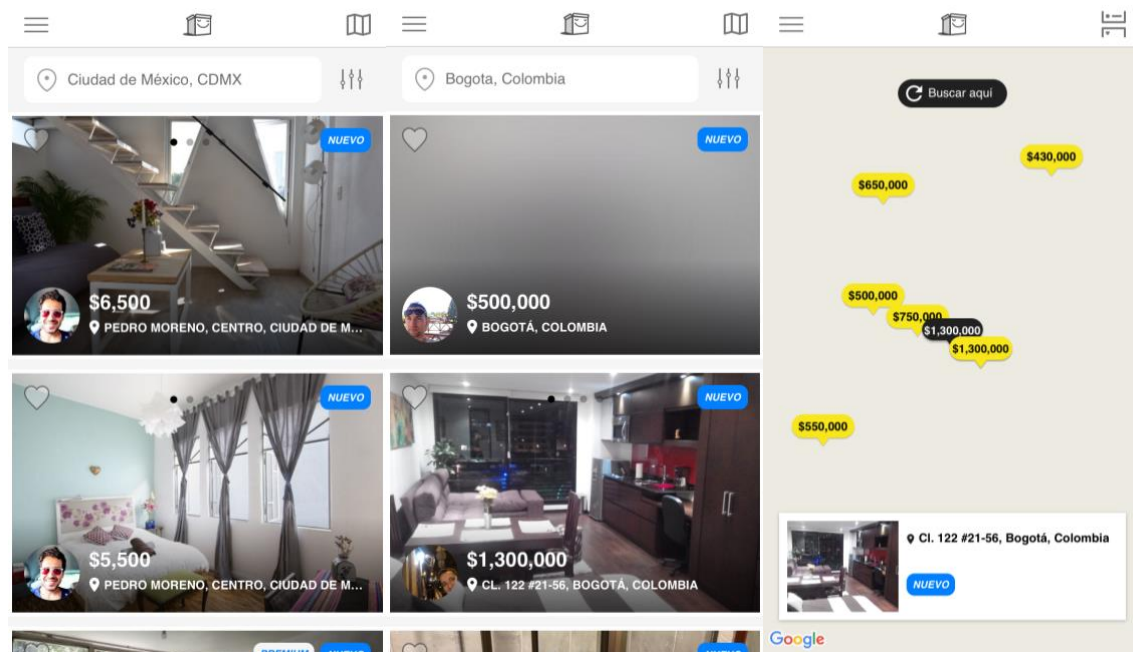 Ciudad de México, CDMX
NUEVO
$6,500
PEDRO MORENO, CENTRO, CIUDAD DE M...
NUEVO
$5,500
PEDRO MORENO, CENTRO, CIUDAD DE M...
PREMIUM
NUEVO
Bogota, Colombia
NUEVO
$500,000
BOGOTÁ, COLOMBIA
NUEVO
$1,300,000
CL. 122 #21-56, BOGOTÁ, COLOMBIA
NUEVO
Buscar aquí
$430,000
$650,000
$500,000
$750,000
$1,300,000
$1,300,000
$550,000
Cl. 122 #21-56, Bogotá, Colombia
NUEVO
Google